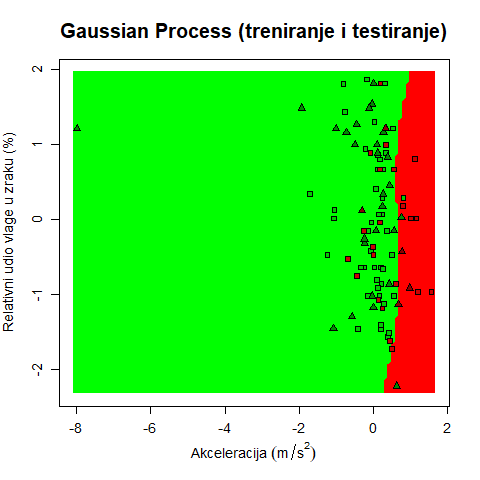 Gaussian Process (treniranje i testiranje)
Relativni udio vlage u zraku (%)
2
1
0
-1
-2
-8 -6 -4 -2 0 2
Akceleracija (m/s²)